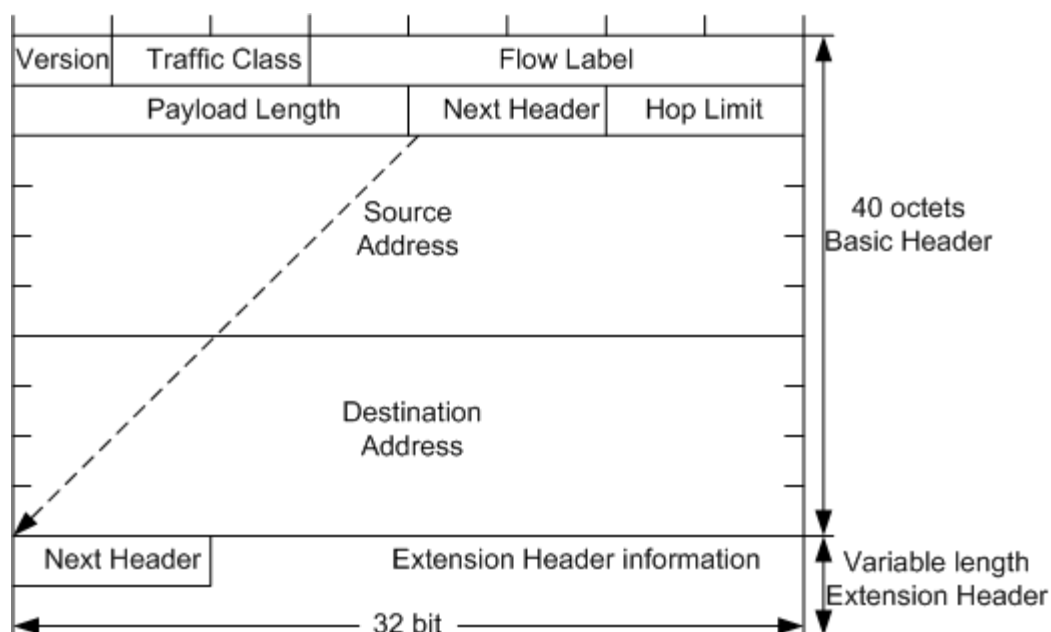 Version Traffic Class Flow Label
Payload Length Next Header Hop Limit
Source
Address
40 octets
Basic Header
Destination
Address
Next Header Extension Header information
Variable length
Extension Header
32 bit